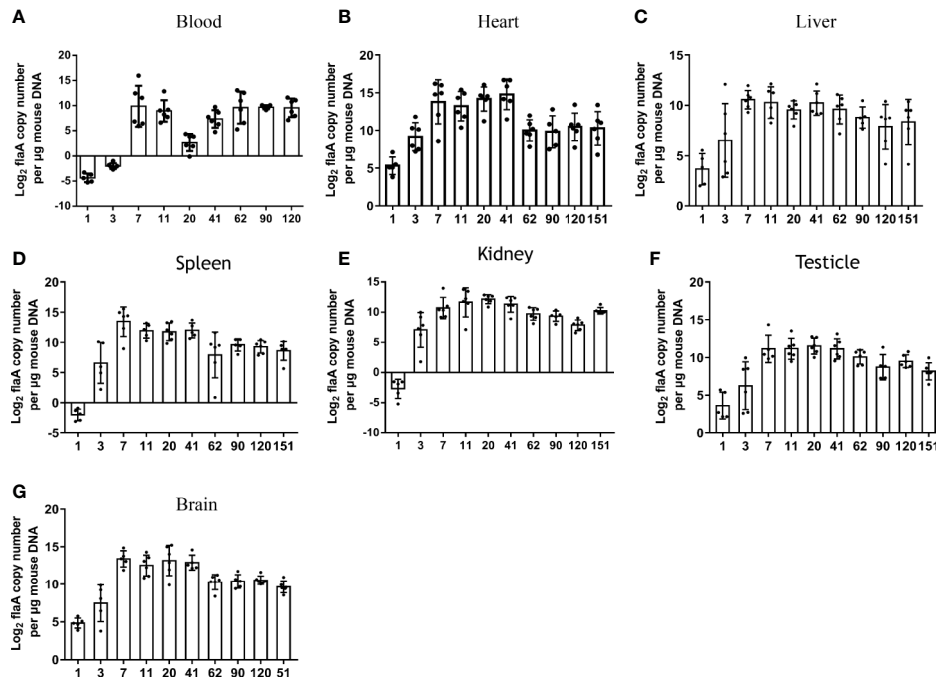 A
Blood
Log2 flaA copy number
per µg mouse DNA
20
15
10
5
0
-5
-10
1 3 7 11 20 41 62 90 120
B
Heart
Log2 flaA copy number
per µg mouse DNA
20
15
10
5
0
1 3 7 11 20 41 62 90 120 151
C
Liver
Log2 flaA copy number
per µg mouse DNA
15
10
5
0
1 3 7 11 20 41 62 90 120 151
D
Spleen
Log2 flaA copy number
per µg mouse DNA
20
15
10
5
0
-5
1 3 7 11 20 41 62 90 120 151
E
Kidney
Log2 flaA copy number
per µg mouse DNA
15
10
5
0
-5
-10
1 3 7 11 20 41 62 90 120 151
F
Testicle
Log2 flaA copy number
per µg mouse DNA
20
15
10
5
0
1 3 7 11 20 41 62 90 120 151
G
Brain
Log2 flaA copy number
per µg mouse DNA
20
15
10
5
0
1 3 7 11 20 41 62 90 120 51